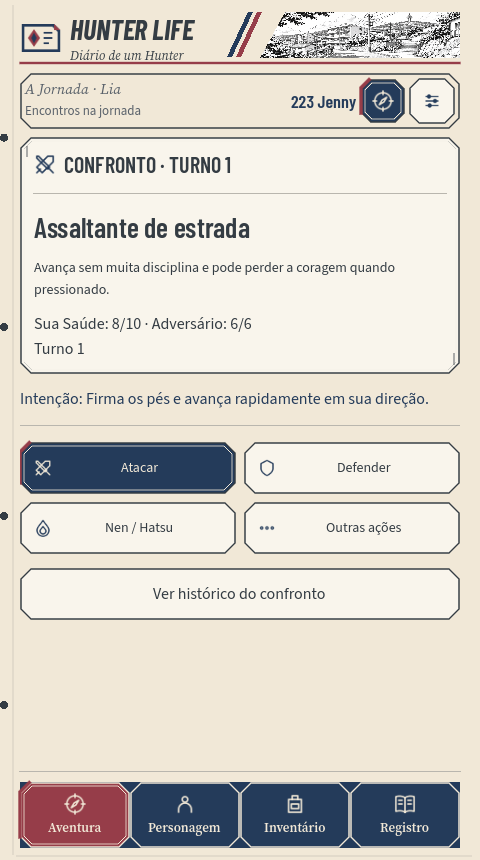 HUNTER LIFE
Diário de um Hunter
A Jornada · Lia
Encontros na jornada
223 Jenny
CONFRONTO · TURNO 1
Assaltante de estrada
Avança sem muita disciplina e pode perder a coragem quando
pressionado.
Sua Saúde: 8/10 · Adversário: 6/6
Turno 1
Intenção: Firma os pés e avança rapidamente em sua direção.
Atacar
Defender
Nen / Hatsu
Outras ações
Ver histórico do confronto
Aventura
Personagem
Inventário
Registro